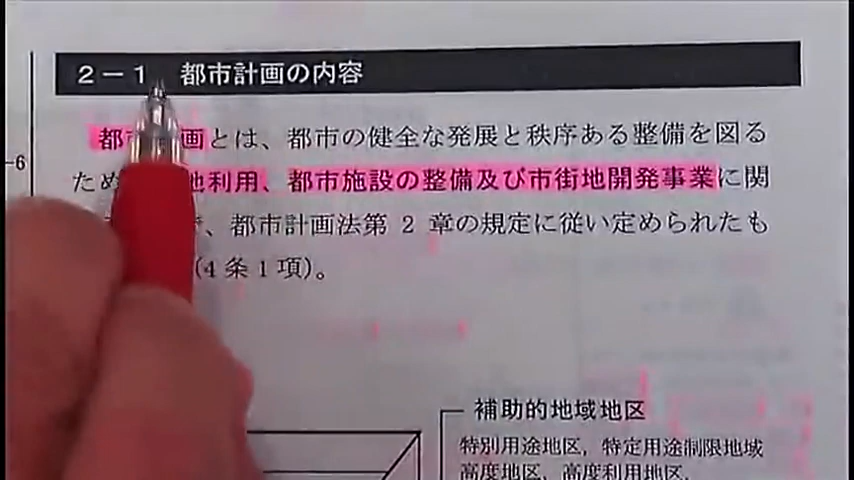 2－1 都市計画の内容
都 画とは、都市の健全な発展と秩序ある整備を図る
ため 地利用、都市施設の整備及び市街地開発事業に関
、都市計画法第 2 章の規定に従い定められたも
(4 条 1 項)。
-6
補助的地域地区
特別用途地区，特定用途制限地域
高度地区，高度利用地区，